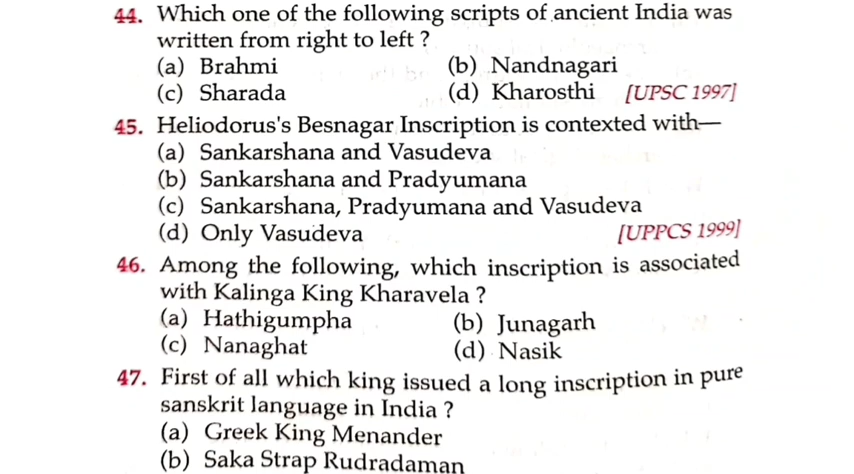 44. Which one of the following scripts of ancient India was
written from right to left ?
(a) Brahmi (b) Nandnagari
(c) Sharada (d) Kharosthi [UPSC 1997]
45. Heliodorus's Besnagar Inscription is contexted with—
(a) Sankarshana and Vasudeva
(b) Sankarshana and Pradyumana
(c) Sankarshana, Pradyumana and Vasudeva
(d) Only Vasudeva [UPPCS 1999]
46. Among the following, which inscription is associated
with Kalinga King Kharavela ?
(a) Hathigumpha (b) Junagarh
(c) Nanaghat (d) Nasik
47. First of all which king issued a long inscription in pure
sanskrit language in India ?
(a) Greek King Menander
(b) Saka Strap Rudradaman